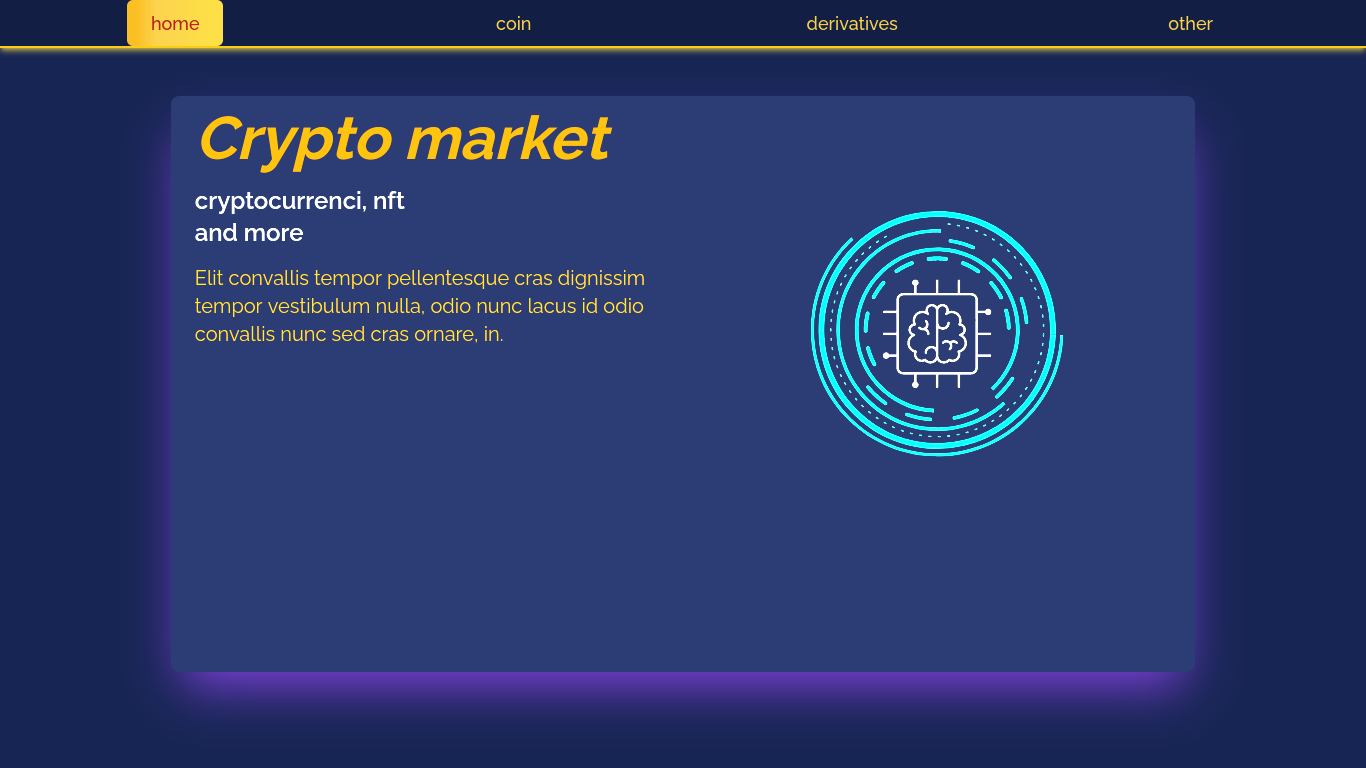 home
coin
derivatives
other
Crypto market
cryptocurrenci, nft
and more
Elit convallis tempor pellentesque cras dignissim
tempor vestibulum nulla, odio nunc lacus id odio
convallis nunc sed cras ornare, in.